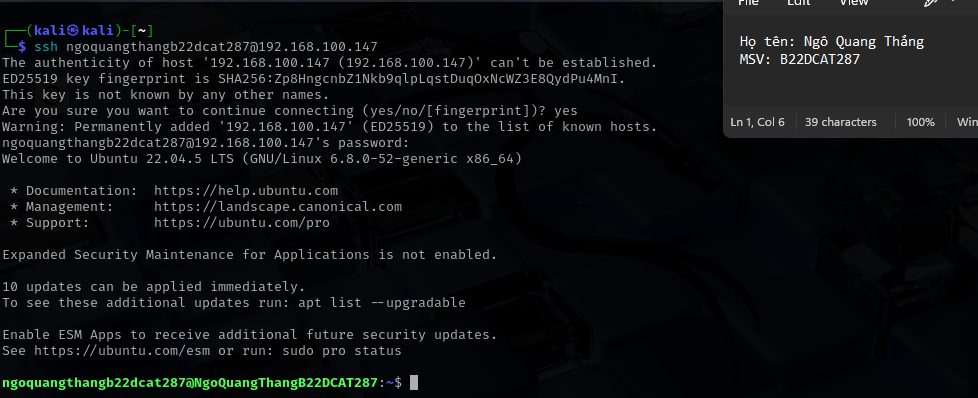 ┌──(kali㉿kali)-[~]
└─$ ssh ngoquangthangb22dcat287@192.168.100.147
The authenticity of host '192.168.100.147 (192.168.100.147)' can't be established.
ED25519 key fingerprint is SHA256:Zp8HngcnbZ1Nkb9qlpLqstDuqOxNcWZ3E8QydPu4MnI.
This key is not known by any other names.
Are you sure you want to continue connecting (yes/no/[fingerprint])? yes
Warning: Permanently added '192.168.100.147' (ED25519) to the list of known hosts.
ngoquangthangb22dcat287@192.168.100.147's password:
Welcome to Ubuntu 22.04.5 LTS (GNU/Linux 6.8.0-52-generic x86_64)
* Documentation:  https://help.ubuntu.com
* Management:     https://landscape.canonical.com
* Support:        https://ubuntu.com/pro
Expanded Security Maintenance for Applications is not enabled.
10 updates can be applied immediately.
To see these additional updates run: apt list --upgradable
Enable ESM Apps to receive additional future security updates.
See https://ubuntu.com/esm or run: sudo pro status
ngoquangthangb22dcat287@NgoQuangThangB22DCAT287:~$
File Edit View
Họ tên: Ngô Quang Thắng
MSV: B22DCAT287
Ln 1, Col 6 39 characters 100% Win